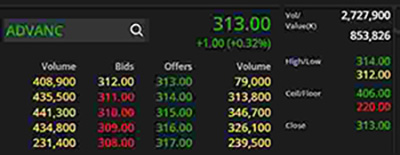 ADVANC
313.00
+1.00 (+0.32%)
Vol/ 2,727,900
Value(K) 853,826
High/Low 314.00
312.00
Ceil/Floor 406.00
220.00
Close 313.00
Volume Bids Offers Volume
408,900 312.00 313.00 79,000
435,500 311.00 314.00 313,800
441,300 310.00 315.00 346,700
434,800 309.00 316.00 326,100
231,400 308.00 317.00 239,500